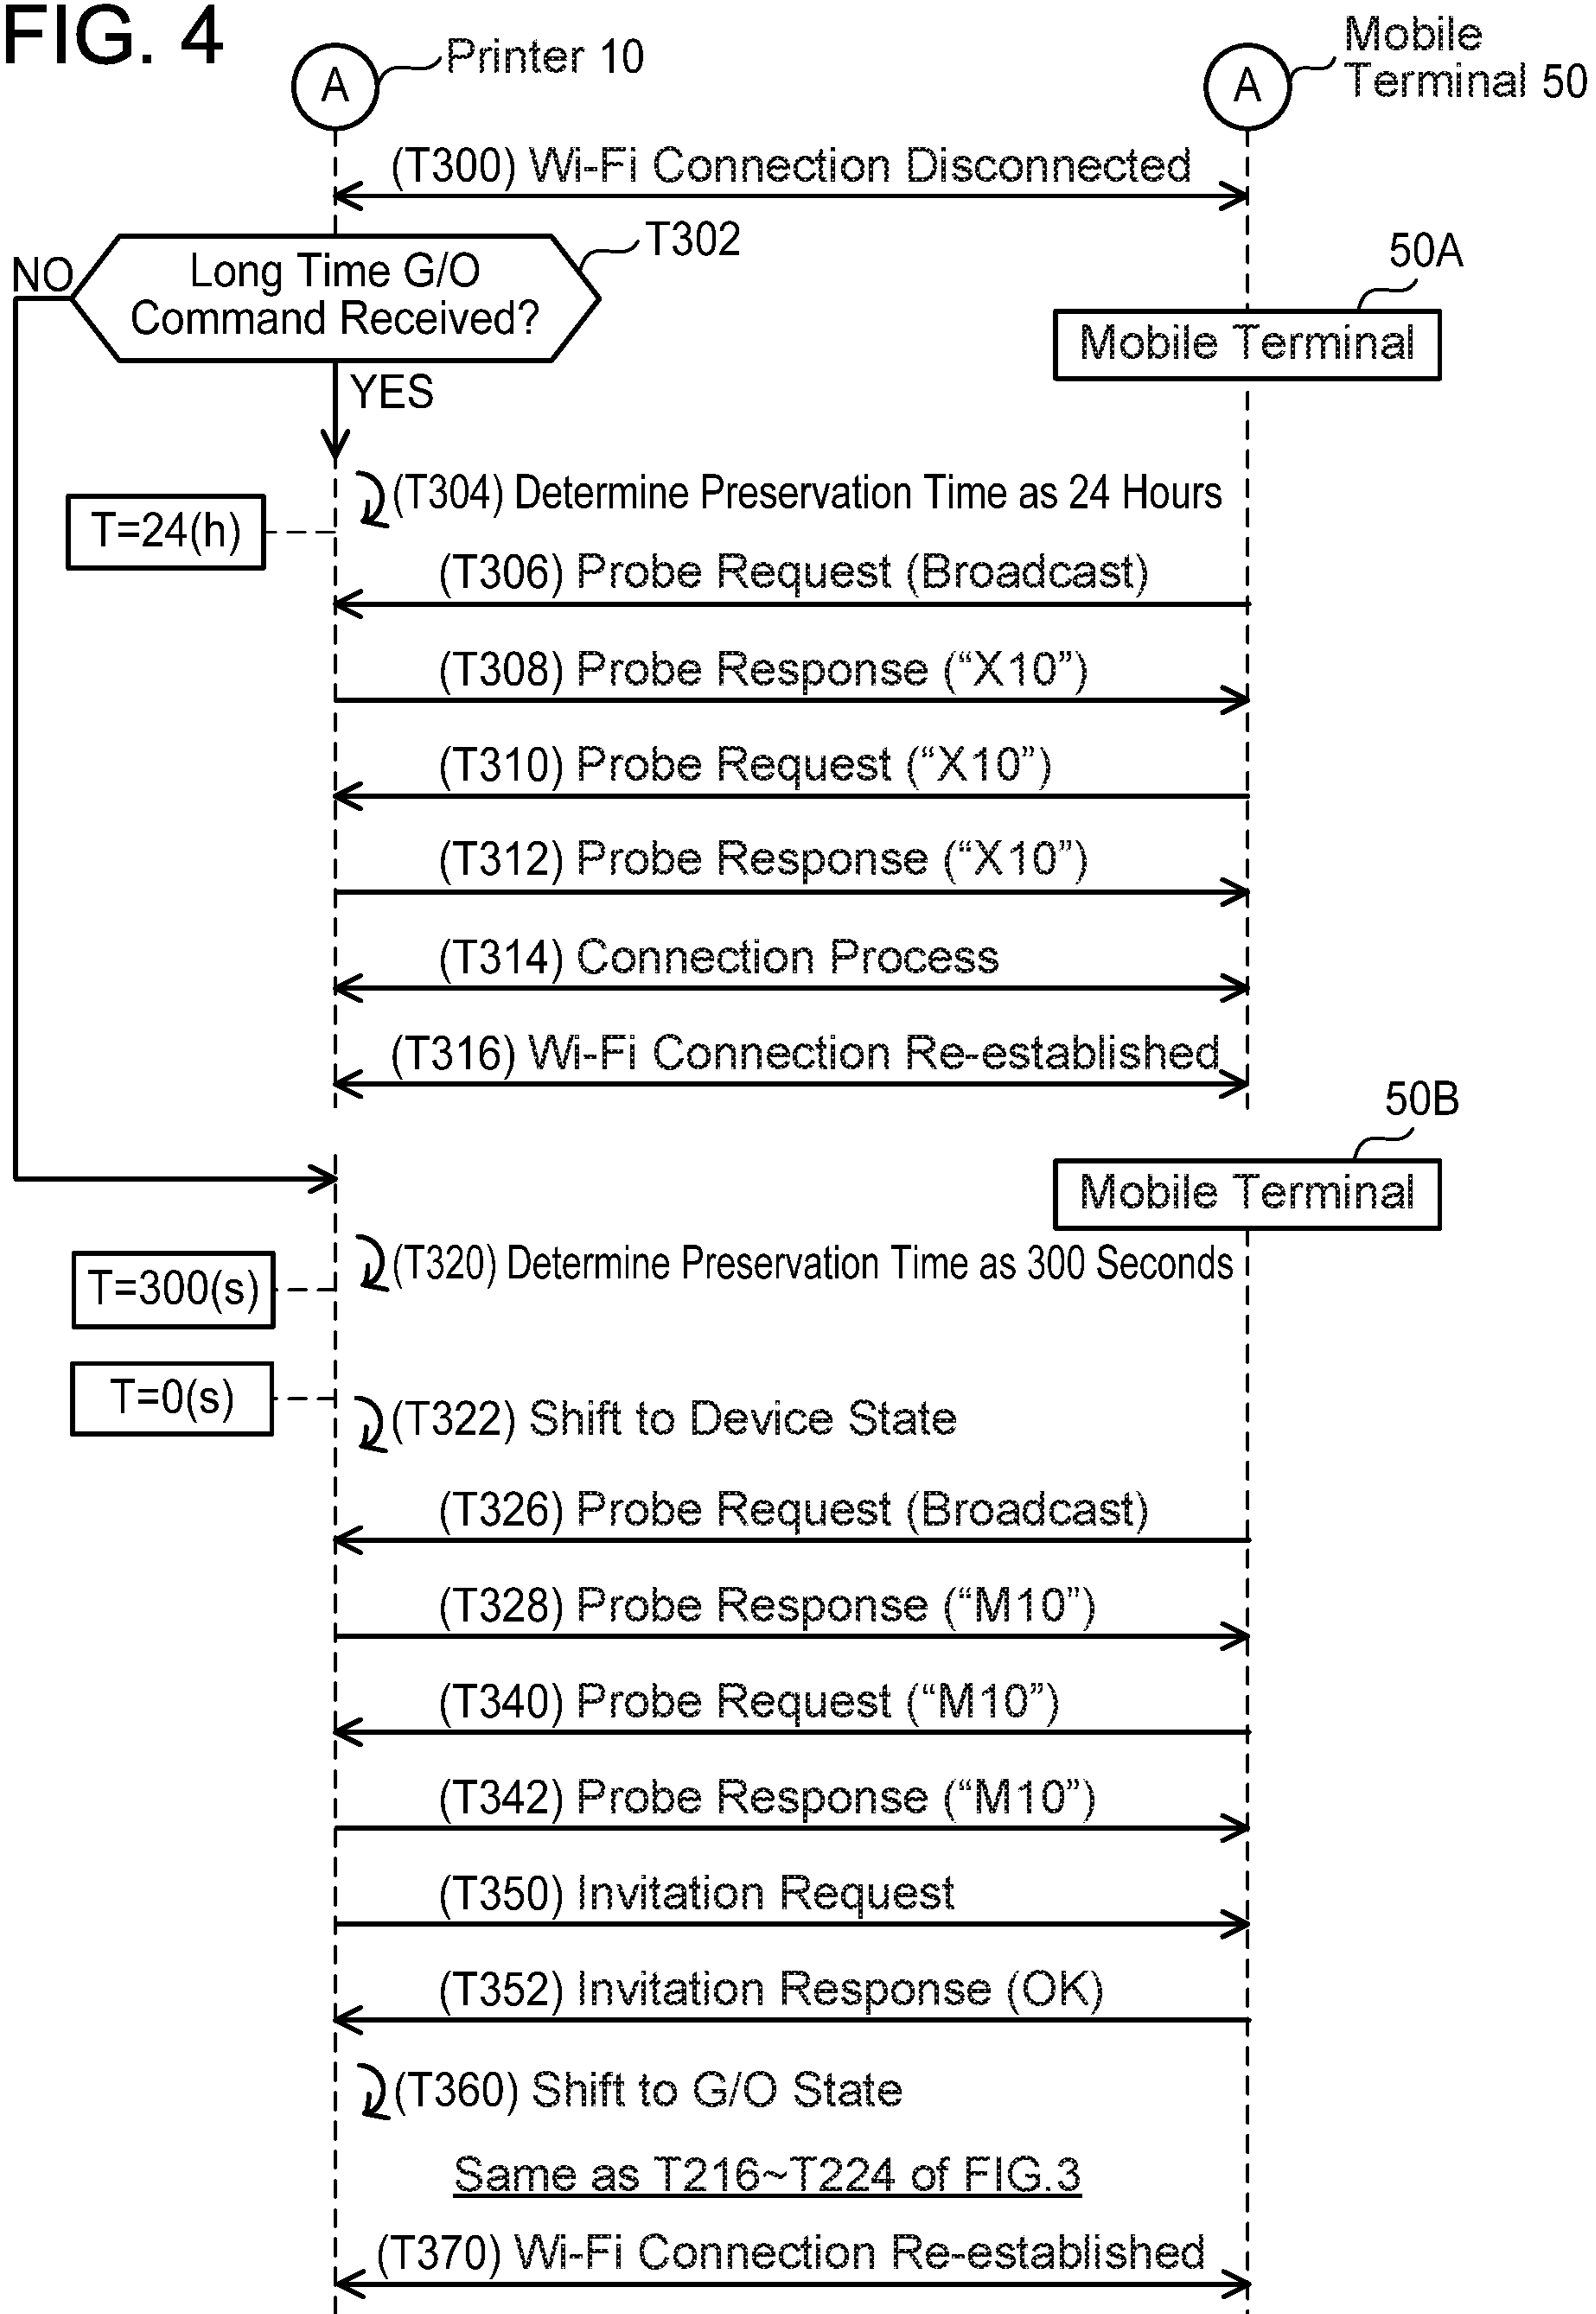 FIG. 4
A
Printer 10
A
Mobile
Terminal 50
(T300) Wi-Fi Connection Disconnected
T302
NO
Long Time G/O
Command Received?
50A
Mobile Terminal
YES
(T304) Determine Preservation Time as 24 Hours
T=24(h)
(T306) Probe Request (Broadcast)
(T308) Probe Response (“X10”)
(T310) Probe Request (“X10”)
(T312) Probe Response (“X10”)
(T314) Connection Process
(T316) Wi-Fi Connection Re-established
50B
Mobile Terminal
(T320) Determine Preservation Time as 300 Seconds
T=300(s)
T=0(s)
(T322) Shift to Device State
(T326) Probe Request (Broadcast)
(T328) Probe Response (“M10”)
(T340) Probe Request (“M10”)
(T342) Probe Response (“M10”)
(T350) Invitation Request
(T352) Invitation Response (OK)
(T360) Shift to G/O State
Same as T216~T224 of FIG.3
(T370) Wi-Fi Connection Re-established